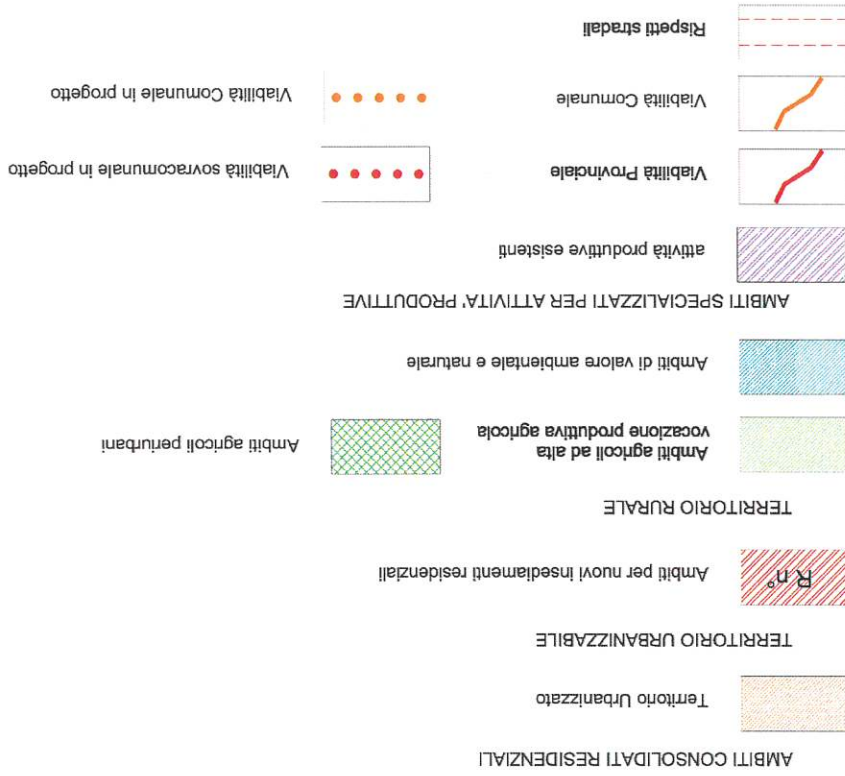 AMBITI CONSOLIDATI RESIDENZIALI
Territorio Urbanizzato
TERRITORIO URBANIZZABILE
R n°
Ambiti per nuovi insediamenti residenziali
TERRITORIO RURALE
Ambiti agricoli ad alta
vocazione produttiva agricola
Ambiti agricoli periurbani
Ambiti di valore ambientale e naturale
AMBITI SPECIALIZZATI PER ATTIVITA' PRODUTTIVE
attività produttive esistenti
Viabilità Provinciale
Viabilità sovracomunale in progetto
Viabilità Comunale
Viabilità Comunale in progetto
Rispetti stradali